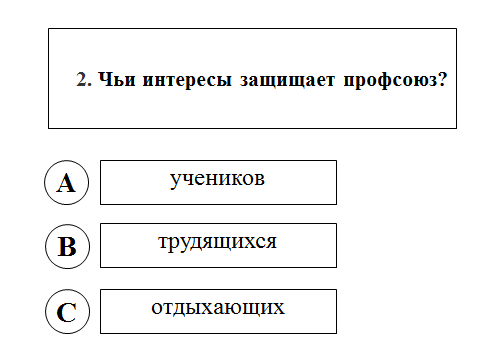 2. Чьи интересы защищает профсоюз?
A учеников
B трудящихся
C отдыхающих